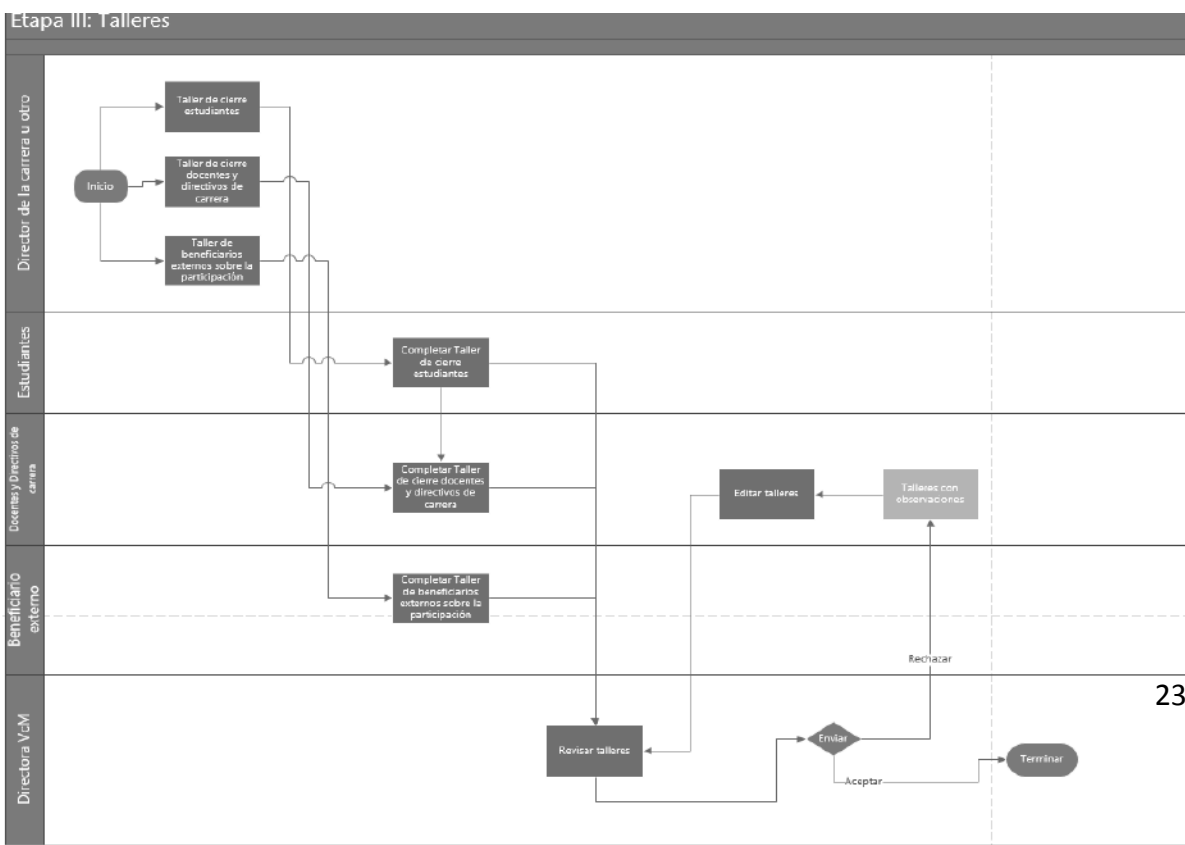 Etapa III: Talleres
Director de la carrera u otro
Inicio
Taller de cierre
estudiantes
Taller de cierre
docentes y
directivos de
carrera
Taller de
beneficiarios
externos sobre la
participación
Estudiantes
Completar Taller
de cierre
estudiantes
Docentes y Directivos de
carrera
Completar Taller
de cierre docentes
y directivos de
carrera
Editar talleres
Talleres con
observaciones
Beneficiario
externo
Completar Taller
de beneficiarios
externos sobre la
participación
Rechazar
23
Directora VcM
Revisar talleres
Enviar
Aceptar
Terminar